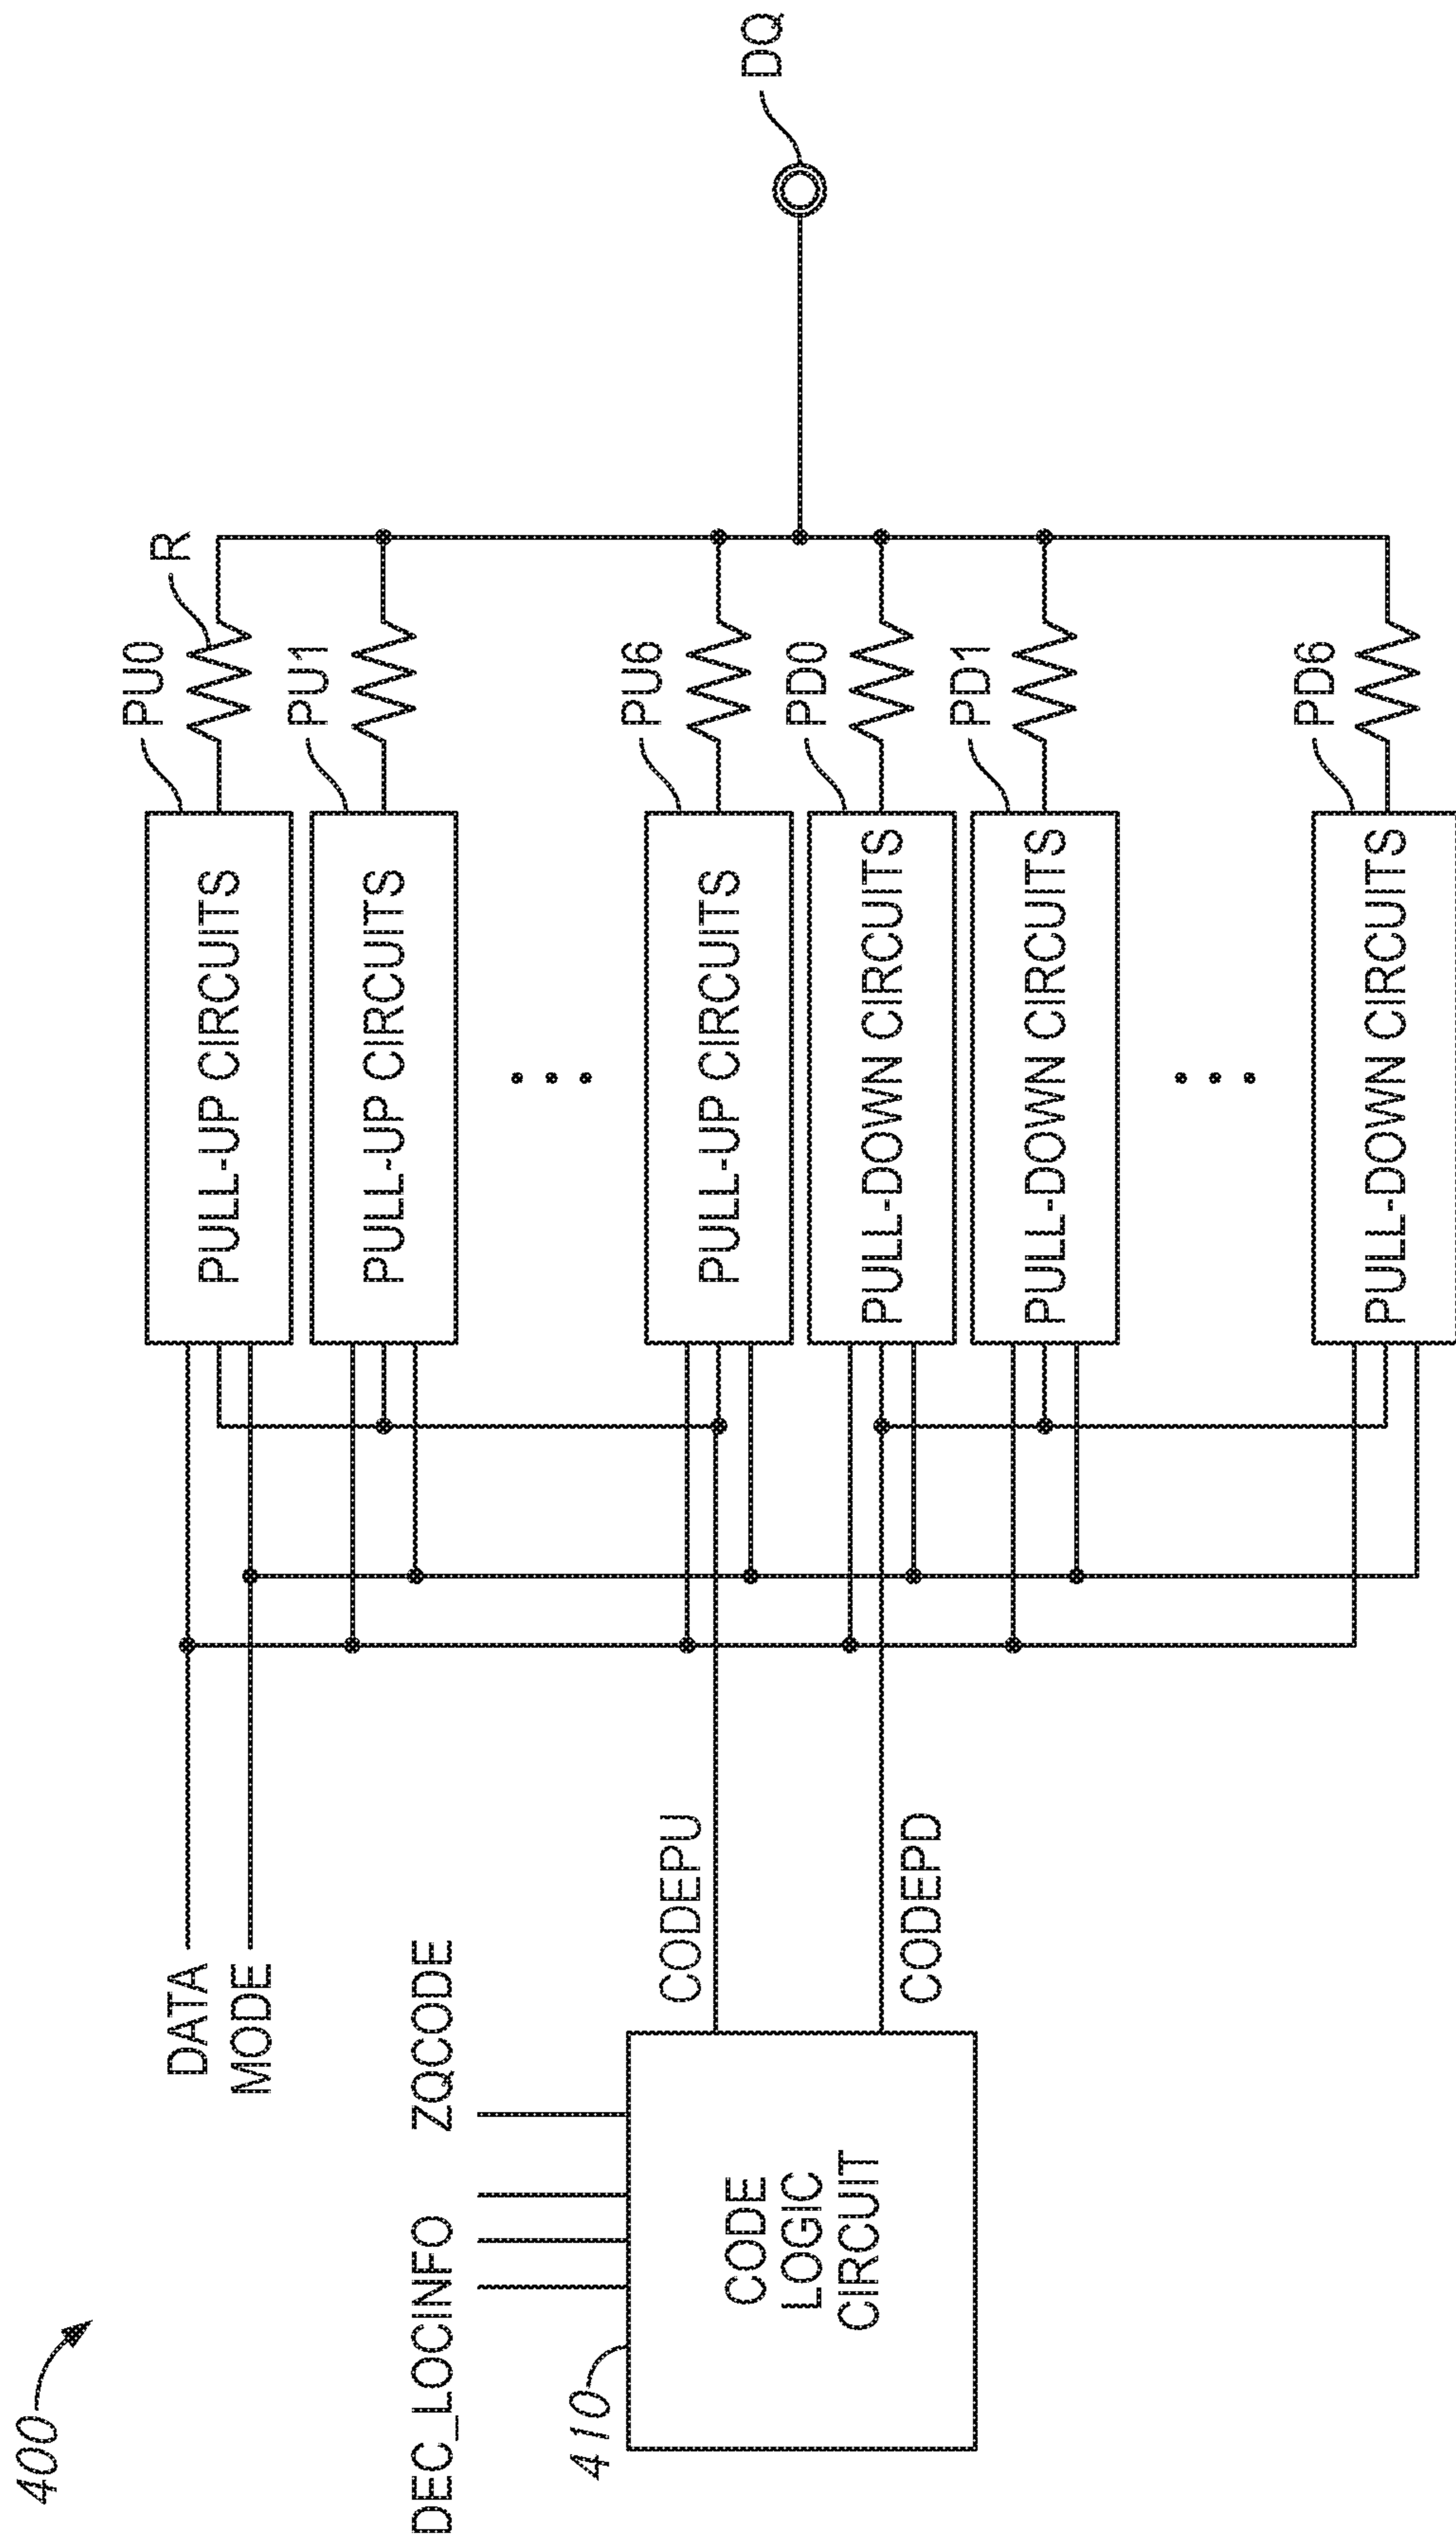 400
DATA
MODE
DEC_LOCINFO
ZQCODE
410
CODE
LOGIC
CIRCUIT
CODEPU
CODEPD
PULL-UP CIRCUITS
PU0
R
PULL-UP CIRCUITS
PU1
PULL-UP CIRCUITS
PU6
PULL-DOWN CIRCUITS
PD0
PULL-DOWN CIRCUITS
PD1
PULL-DOWN CIRCUITS
PD6
DQ